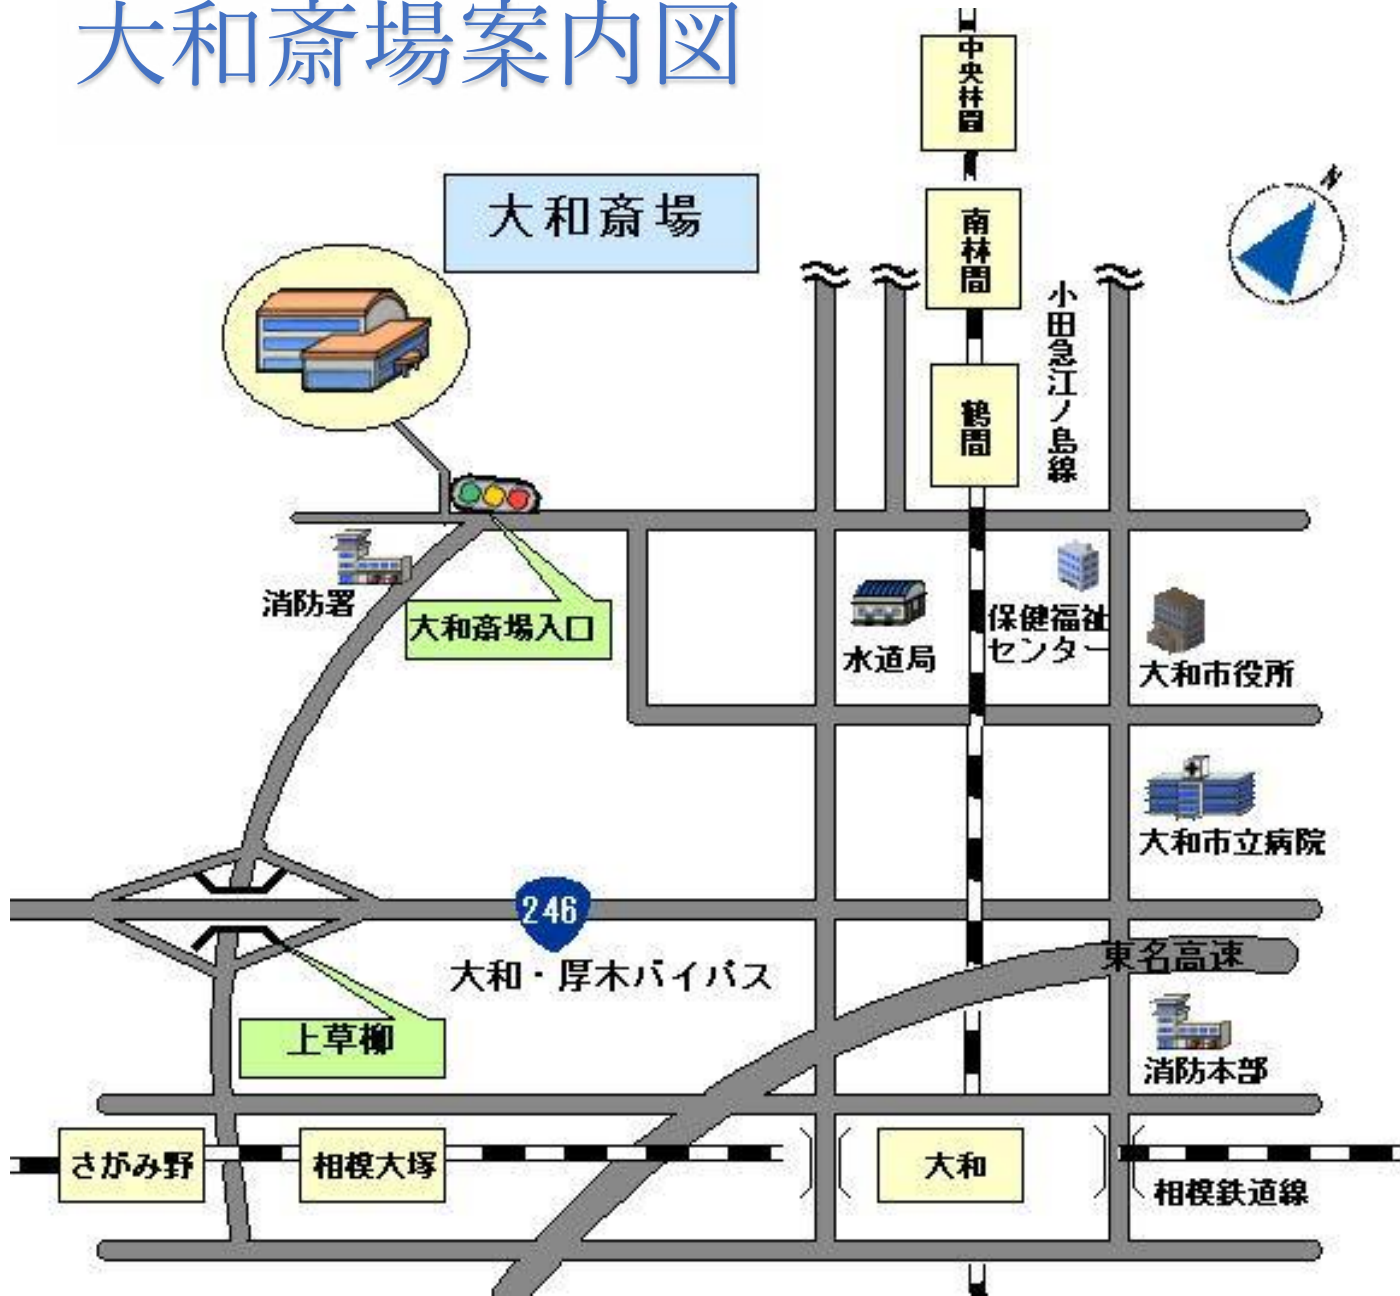 大和斎場案内図
中央林間
大和斎場
N
南林間
小田急江ノ島線
鶴間
消防署
大和斎場入口
水道局
保健福祉
センター
大和市役所
大和市立病院
246
大和・厚木バイパス
東名高速
上草柳
消防本部
さがみ野
相模大塚
大和
相模鉄道線